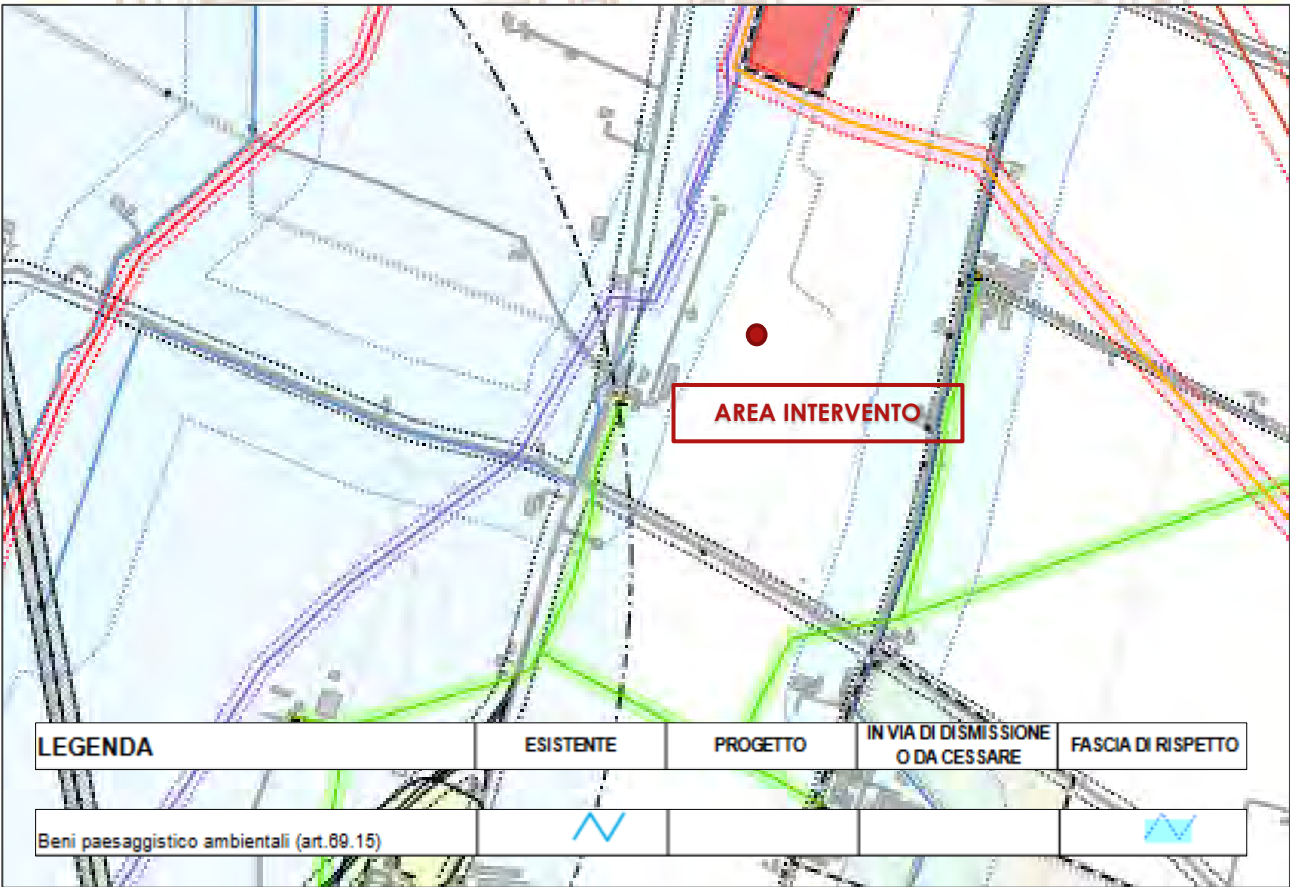 AREA INTERVENTO
LEGENDA
ESISTENTE
PROGETTO
IN VIA DI DISMISSIONE
O DA CESSARE
FASCIA DI RISPETTO
Beni paesaggistico ambientali (art.69.15)